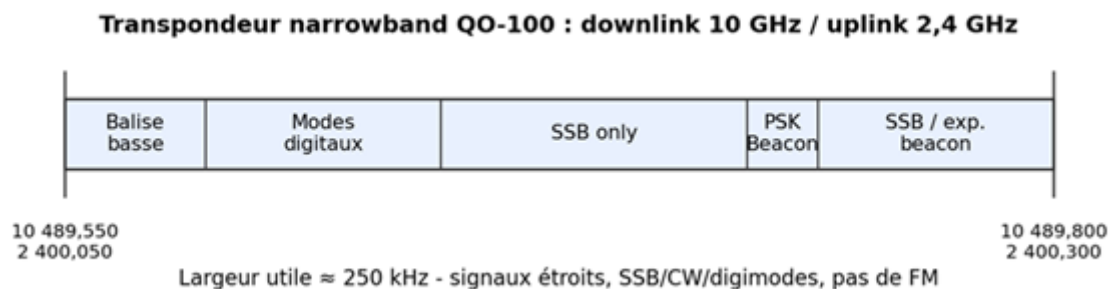 Transpondeur narrowband QO-100 : downlink 10 GHz / uplink 2,4 GHz
Balise
basse
Modes
digitaux
SSB only
PSK
Beacon
SSB / exp.
beacon
10 489,550
2 400,050
10 489,800
2 400,300
Largeur utile ≈ 250 kHz - signaux étroits, SSB/CW/digimodes, pas de FM